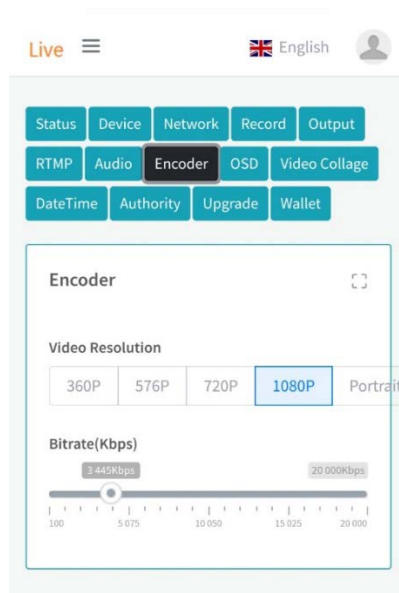 Live English
Status Device Network Record Output
RTMP Audio Encoder OSD Video Collage
DateTime Authority Upgrade Wallet
Encoder
Video Resolution
360P 576P 720P 1080P Portrait
Bitrate(Kbps)
3 445Kbps 20 000Kbps
100 5 075 10 050 15 025 20 000